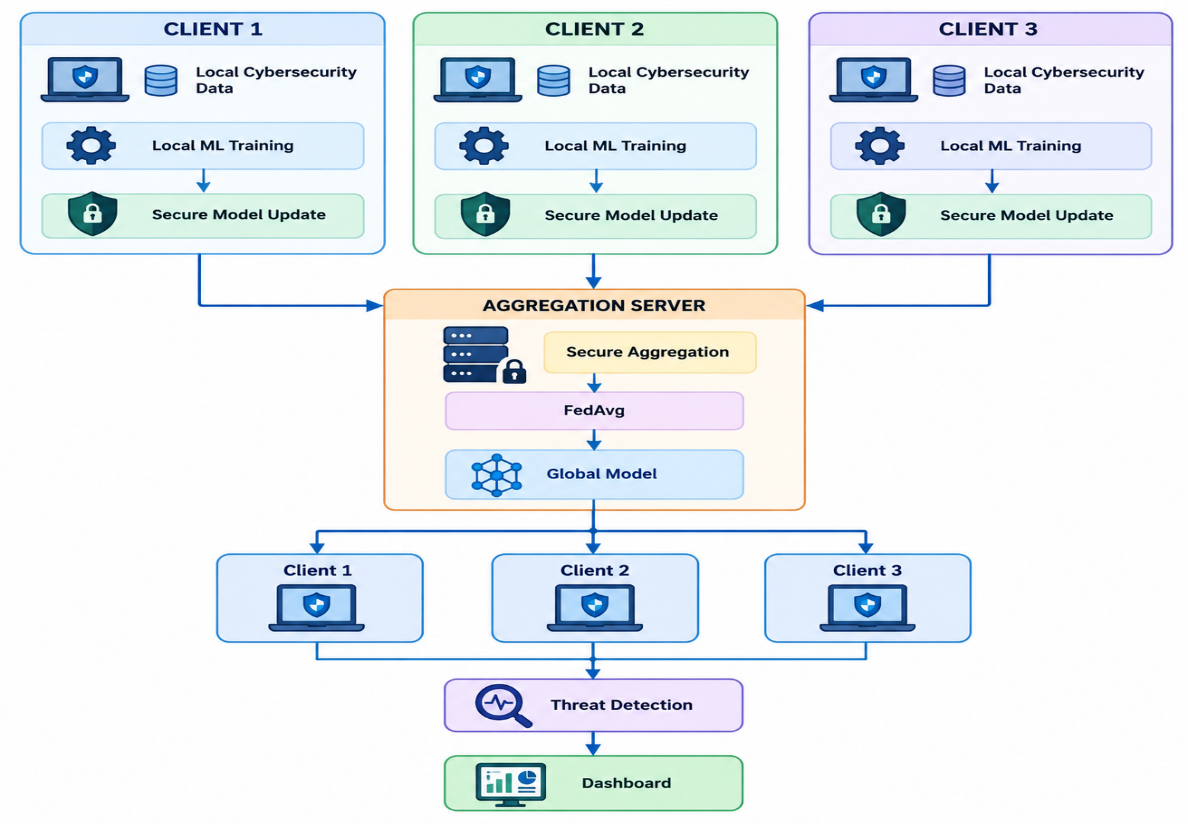 CLIENT 1
Local Cybersecurity
Data
Local ML Training
Secure Model Update
CLIENT 2
Local Cybersecurity
Data
Local ML Training
Secure Model Update
CLIENT 3
Local Cybersecurity
Data
Local ML Training
Secure Model Update
AGGREGATION SERVER
Secure Aggregation
FedAvg
Global Model
Client 1
Client 2
Client 3
Threat Detection
Dashboard